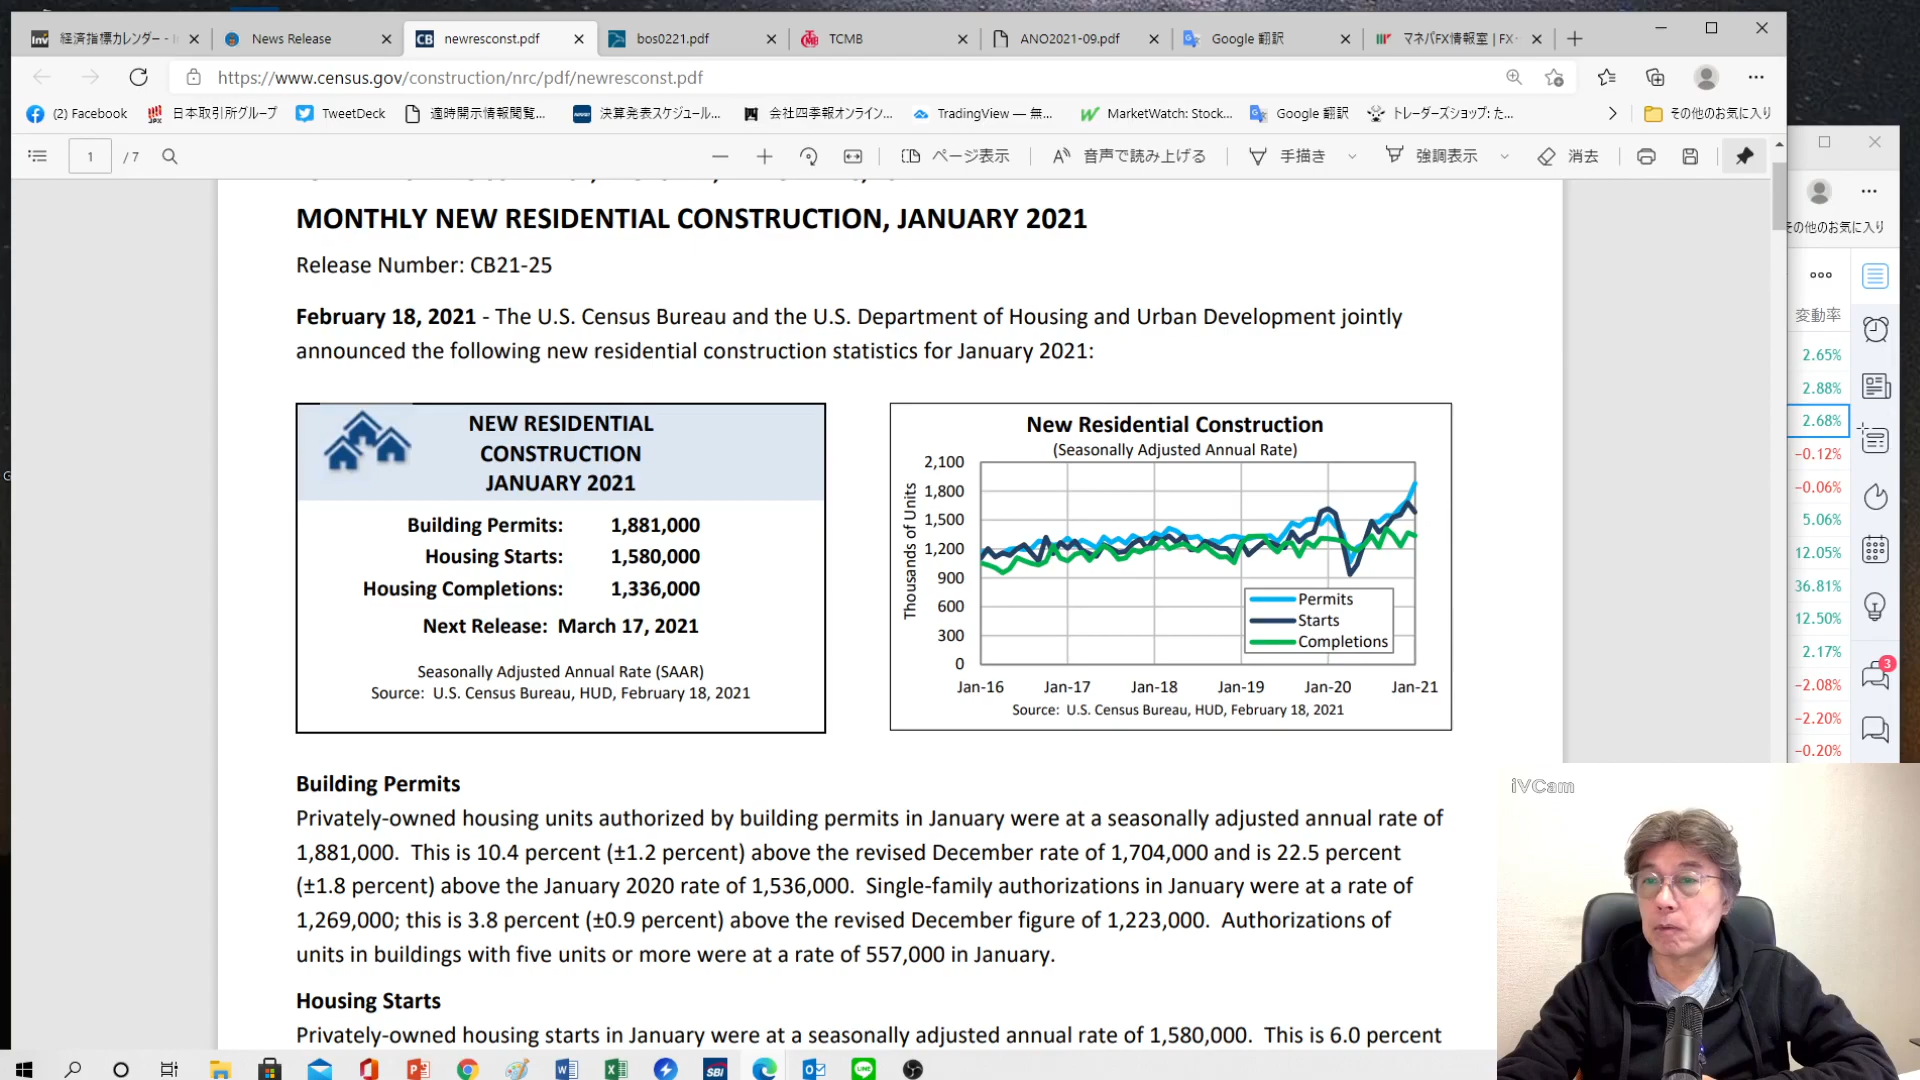 経済指標カレンダー - I
News Release
newresconst.pdf
bos0221.pdf
TCMB
ANO2021-09.pdf
Google 翻訳
マネパFX情報室 | FX
https://www.census.gov/construction/nrc/pdf/newresconst.pdf
(2) Facebook
日本取引所グループ
TweetDeck
適時開示情報閲覧...
決算発表スケジュール...
会社四季報オンライン...
TradingView — 無...
MarketWatch: Stock...
Google 翻訳
トレーダーズショップ: た...
その他のお気に入り
1 / 7
ページ表示
音声で読み上げる
手描き
強調表示
消去
MONTHLY NEW RESIDENTIAL CONSTRUCTION, JANUARY 2021
Release Number: CB21-25
February 18, 2021 - The U.S. Census Bureau and the U.S. Department of Housing and Urban Development jointly
announced the following new residential construction statistics for January 2021:
NEW RESIDENTIAL
CONSTRUCTION
JANUARY 2021
Building Permits: 1,881,000
Housing Starts: 1,580,000
Housing Completions: 1,336,000
Next Release: March 17, 2021
Seasonally Adjusted Annual Rate (SAAR)
Source: U.S. Census Bureau, HUD, February 18, 2021
New Residential Construction
(Seasonally Adjusted Annual Rate)
Thousands of Units
2,100
1,800
1,500
1,200
900
600
300
0
Permits
Starts
Completions
Jan-16 Jan-17 Jan-18 Jan-19 Jan-20 Jan-21
Source: U.S. Census Bureau, HUD, February 18, 2021
Building Permits
Privately-owned housing units authorized by building permits in January were at a seasonally adjusted annual rate of
1,881,000. This is 10.4 percent (±1.2 percent) above the revised December rate of 1,704,000 and is 22.5 percent
(±1.8 percent) above the January 2020 rate of 1,536,000. Single-family authorizations in January were at a rate of
1,269,000; this is 3.8 percent (±0.9 percent) above the revised December figure of 1,223,000. Authorizations of
units in buildings with five units or more were at a rate of 557,000 in January.
Housing Starts
Privately-owned housing starts in January were at a seasonally adjusted annual rate of 1,580,000. This is 6.0 percent
その他のお気に入り
変動率
2.65%
2.88%
2.68%
−0.12%
−0.06%
5.06%
12.05%
36.81%
12.50%
2.17%
−2.08%
−2.20%
−0.20%
3
iVCam
SBI